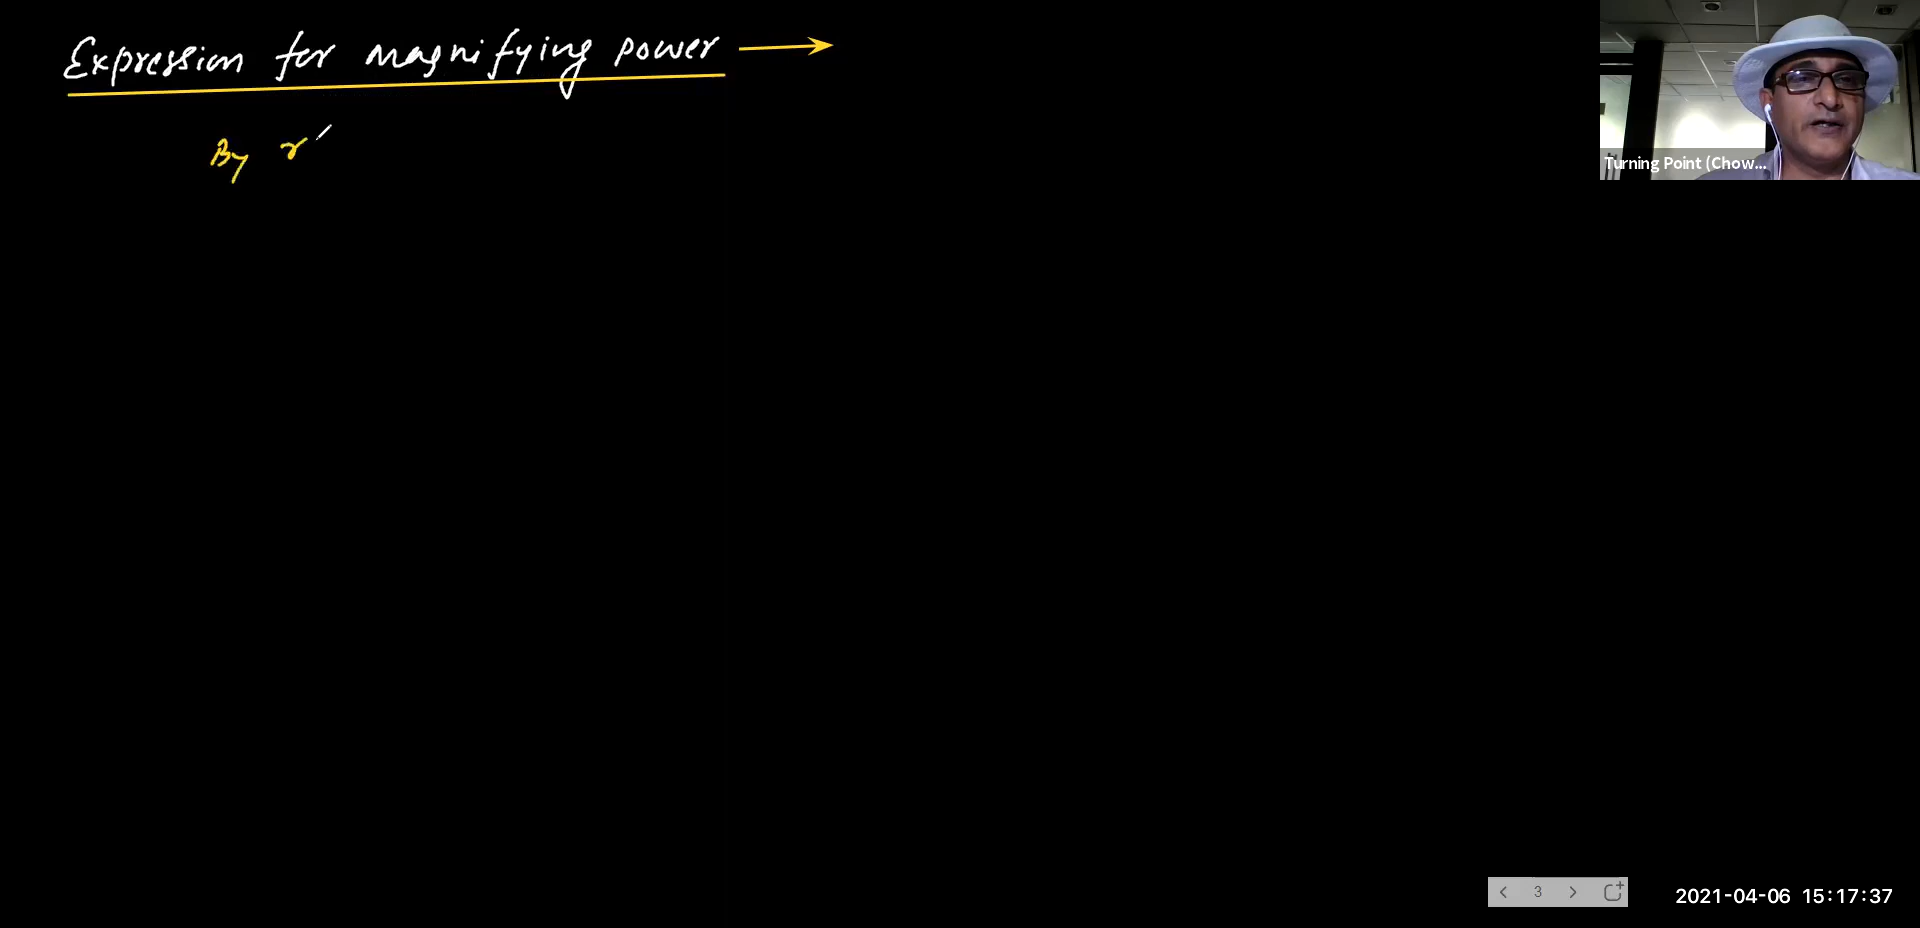 Expression for magnifying power →
By r
Turning Point (Chow...
3
2021-04-06 15:17:37